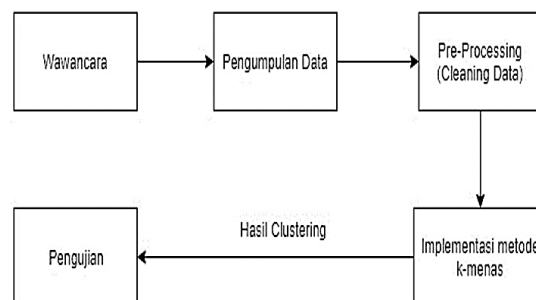 Wawancara
Pengumpulan Data
Pre-Processing
(Cleaning Data)
Hasil Clustering
Pengujian
Implementasi metode
k-menas